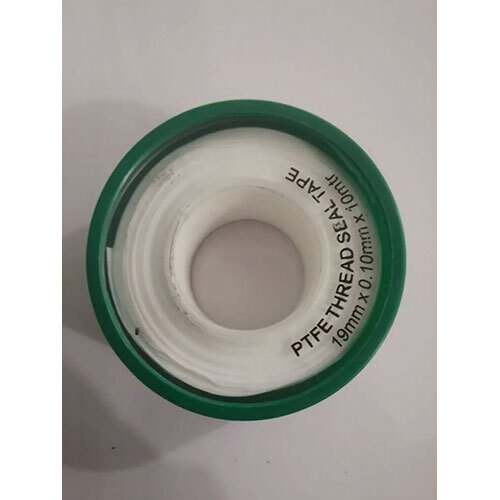 PTFE THREAD SEAL TAPE
19mm x 0.10mm x 10mtr